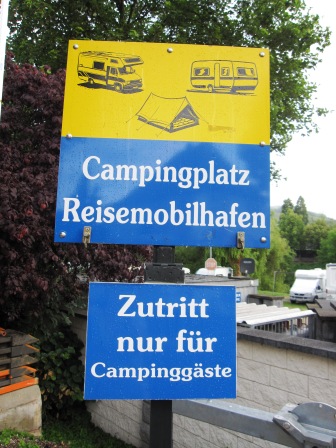 Campingplatz
Reisemobilhafen
Zutritt
nur für
Campinggäste